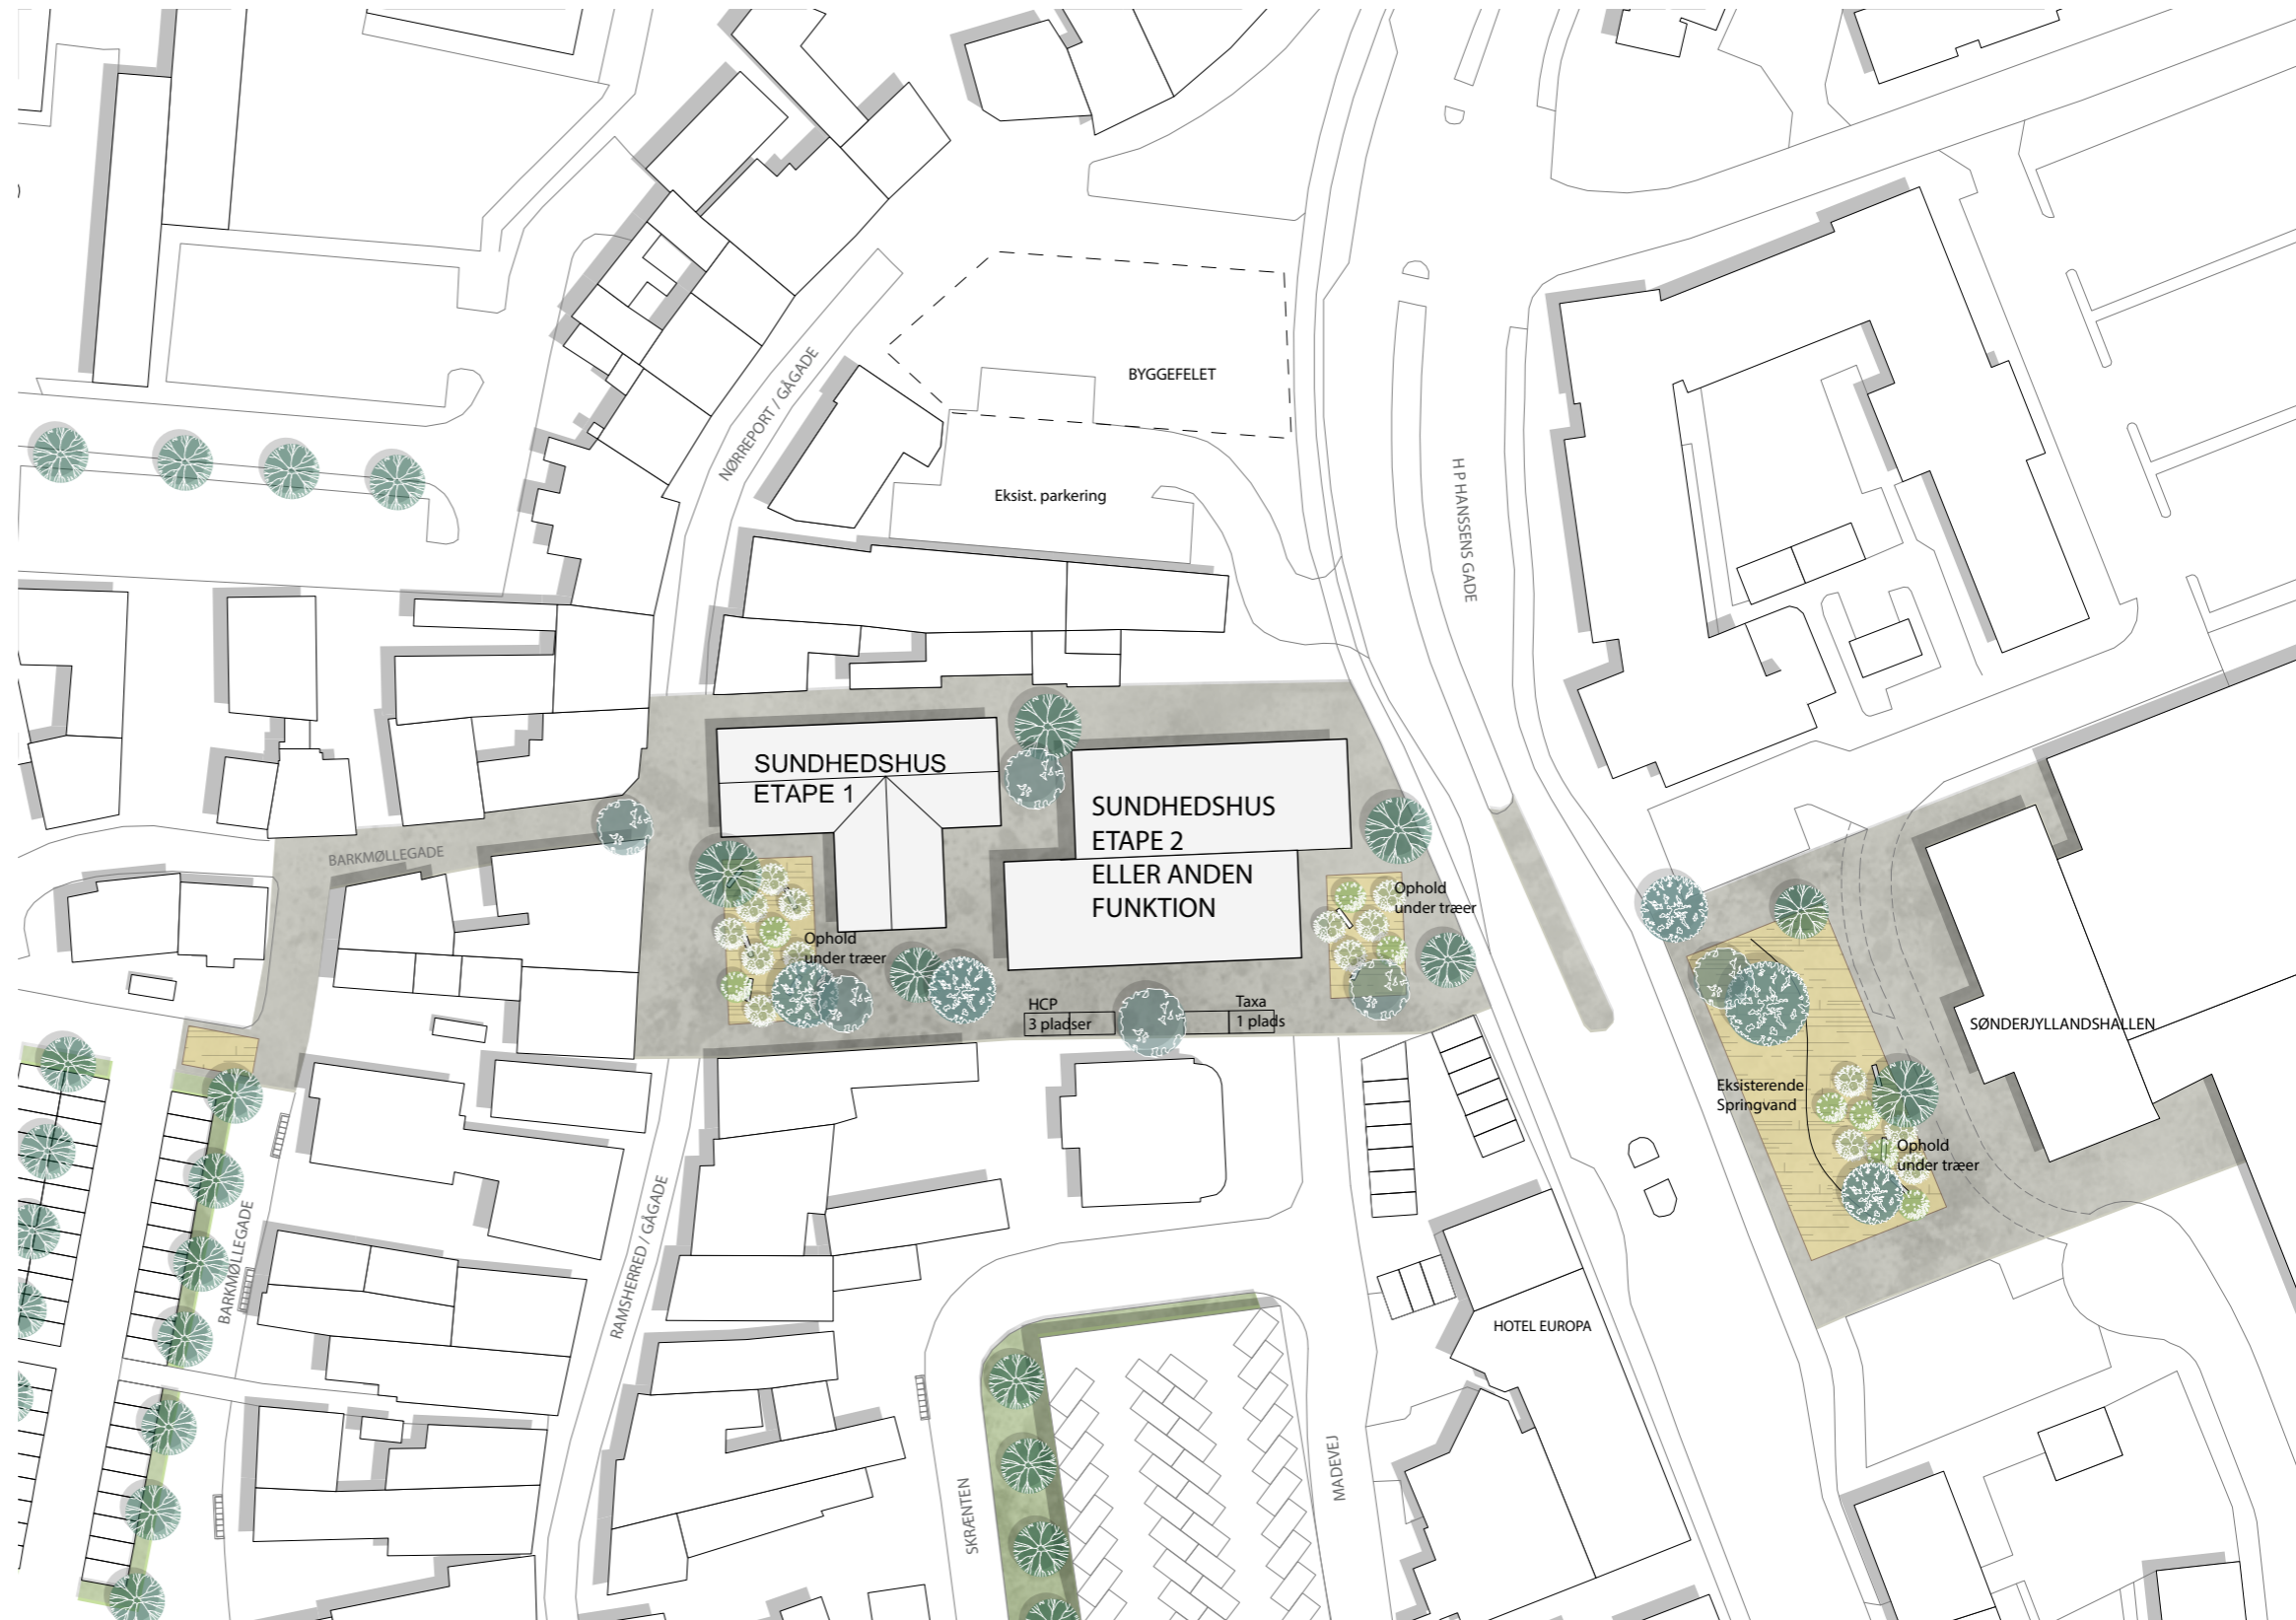 BYGGEFELET
NØRREPORT / GÅGADE
Eksist. parkering
H P HANSSENS GADE
SUNDHEDSHUS
ETAPE 1
SUNDHEDSHUS
ETAPE 2
ELLER ANDEN
FUNKTION
BARKMØLLEGADE
Ophold
under træer
Ophold
under træer
HCP
3 pladser
Taxa
1 plads
SØNDERJYLLANDSHALLEN
Eksisterende
Springvand
Ophold
under træer
BARKMØLLEGADE
RAMSHERRED / GÅGADE
HOTEL EUROPA
SKRÆNTEN
MADEVEJ